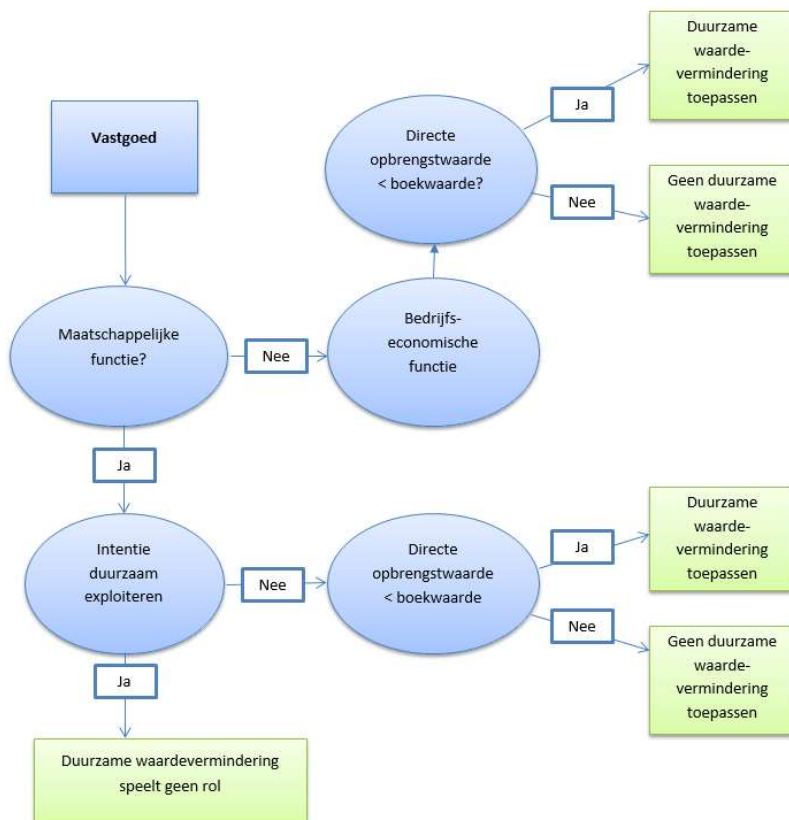 Vastgoed
Directe
opbrengstwaarde
< boekwaarde?
Ja
Duurzame
waarde-
vermindering
toepassen
Nee
Geen duurzame
waarde-
vermindering
toepassen
Maatschappelijke
functie?
Nee
Bedrijfs-
economische
functie
Ja
Intentie
duurzaam
exploiteren
Nee
Directe
opbrengstwaarde
< boekwaarde
Ja
Duurzame
waarde-
vermindering
toepassen
Nee
Geen duurzame
waarde-
vermindering
toepassen
Ja
Duurzame waardevermindering
speelt geen rol